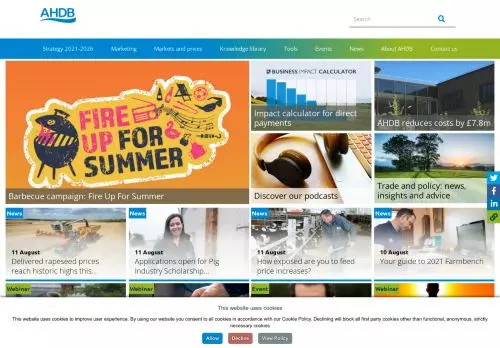 AHDB
Search
Strategy 2021-2026
Marketing
Markets and prices
Knowledge library
Tools
Events
News
About AHDB
Contact us
FIRE
UP FOR
SUMMER
Barbecue campaign: Fire Up For Summer
BUSINESS IMPACT CALCULATOR
Impact calculator for direct
payments
AHDB reduces costs by £7.8m
Discover our podcasts
Trade and policy: news,
insights and advice
News
11 August
Delivered rapeseed prices
reach historic highs this...
News
11 August
Applications open for Pig
Industry Scholarship...
News
11 August
How exposed are you to feed
price increases?
News
10 August
Your guide to 2021 Farmbench
Webinar
Webinar
Event
Webinar
This website uses cookies
This website uses cookies to improve user experience. By using our website you consent to all cookies in accordance with our Cookie Policy. Declining will block all first party cookies other than functional, anonymous, strictly
necessary cookies
Allow
Decline
View Policy